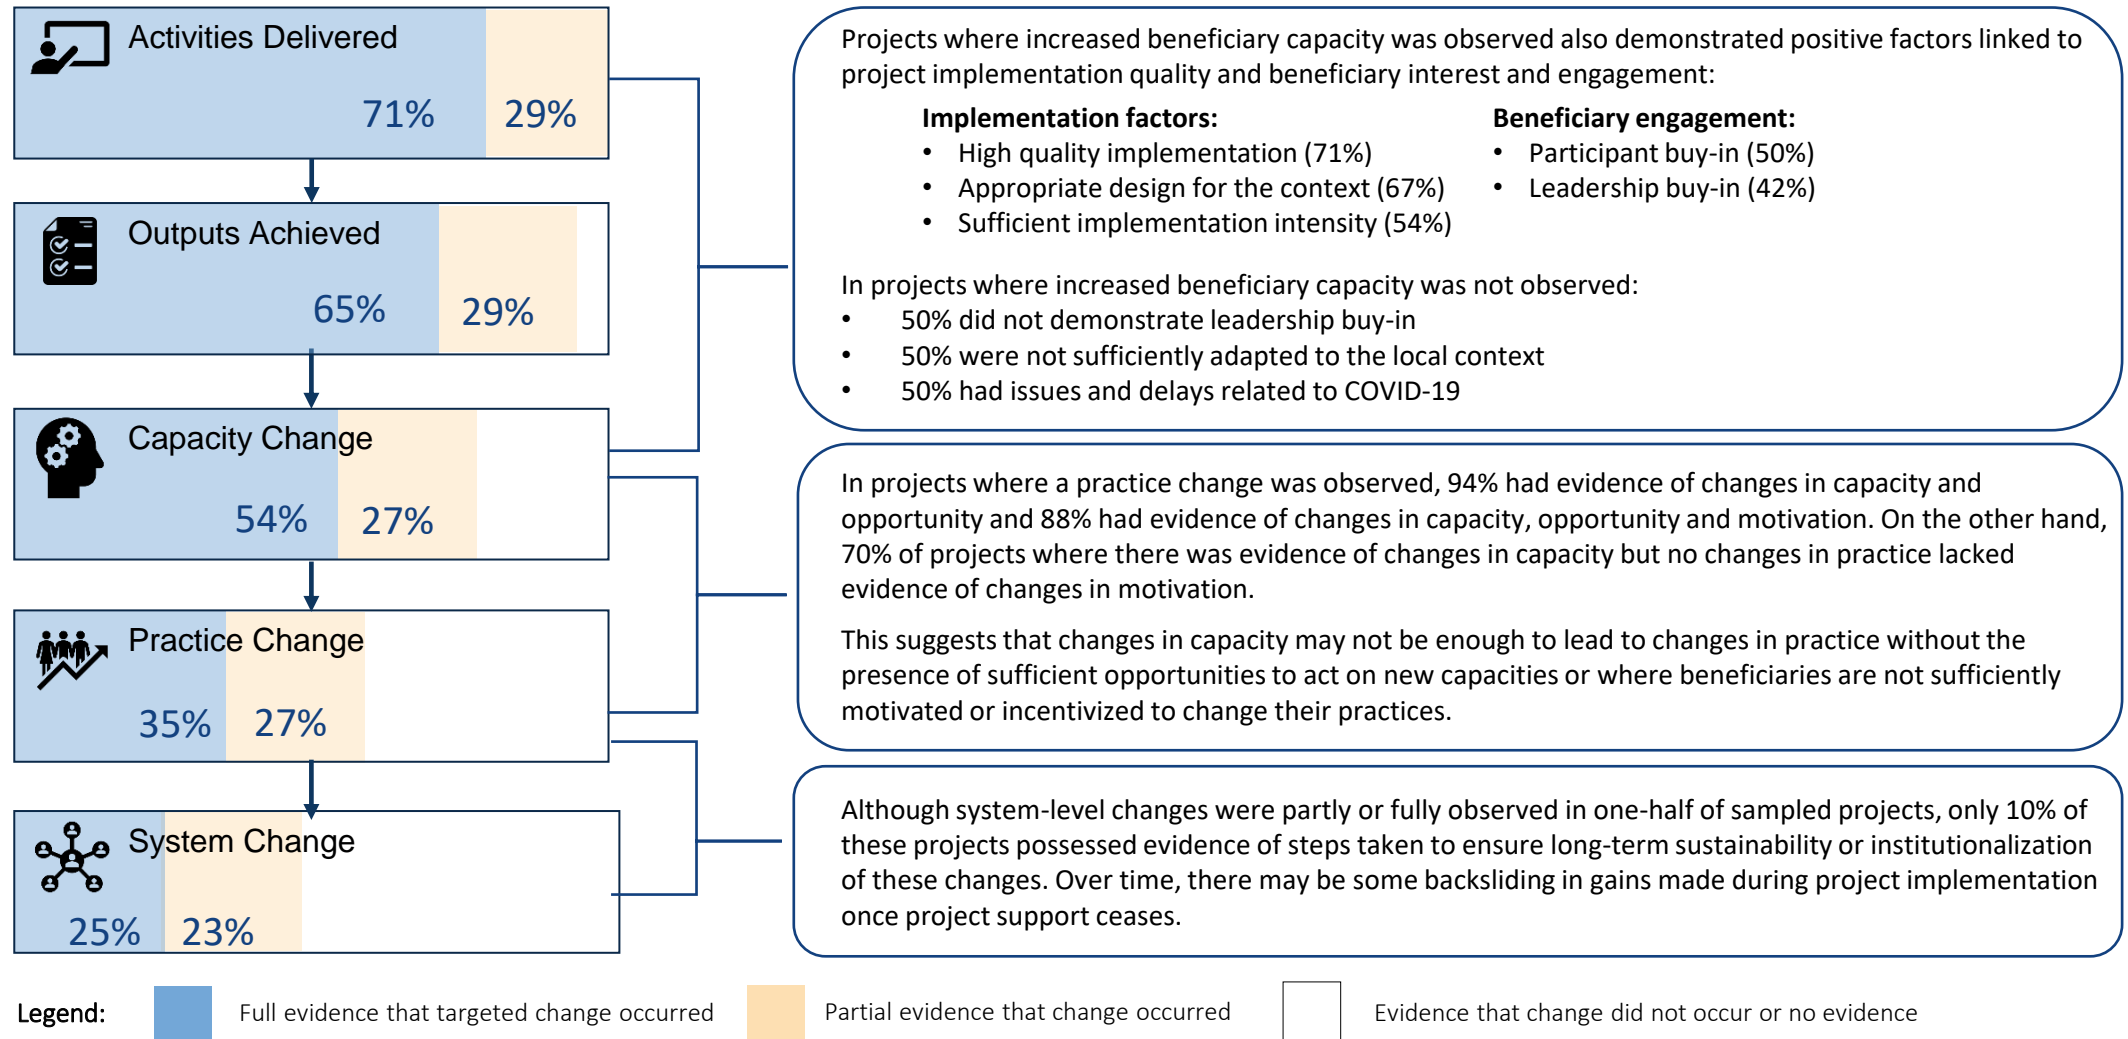 Activities Delivered
71%
29%
Outputs Achieved
65%
29%
Capacity Change
54%
27%
Practice Change
35%
27%
System Change
25%
23%
Projects where increased beneficiary capacity was observed also demonstrated positive factors linked to
project implementation quality and beneficiary interest and engagement:
Implementation factors:
• High quality implementation (71%)
• Appropriate design for the context (67%)
• Sufficient implementation intensity (54%)
Beneficiary engagement:
• Participant buy-in (50%)
• Leadership buy-in (42%)
In projects where increased beneficiary capacity was not observed:
• 50% did not demonstrate leadership buy-in
• 50% were not sufficiently adapted to the local context
• 50% had issues and delays related to COVID-19
In projects where a practice change was observed, 94% had evidence of changes in capacity and
opportunity and 88% had evidence of changes in capacity, opportunity and motivation. On the other hand,
70% of projects where there was evidence of changes in capacity but no changes in practice lacked
evidence of changes in motivation.
This suggests that changes in capacity may not be enough to lead to changes in practice without the
presence of sufficient opportunities to act on new capacities or where beneficiaries are not sufficiently
motivated or incentivized to change their practices.
Although system-level changes were partly or fully observed in one-half of sampled projects, only 10% of
these projects possessed evidence of steps taken to ensure long-term sustainability or institutionalization
of these changes. Over time, there may be some backsliding in gains made during project implementation
once project support ceases.
Legend:
Full evidence that targeted change occurred
Partial evidence that change occurred
Evidence that change did not occur or no evidence